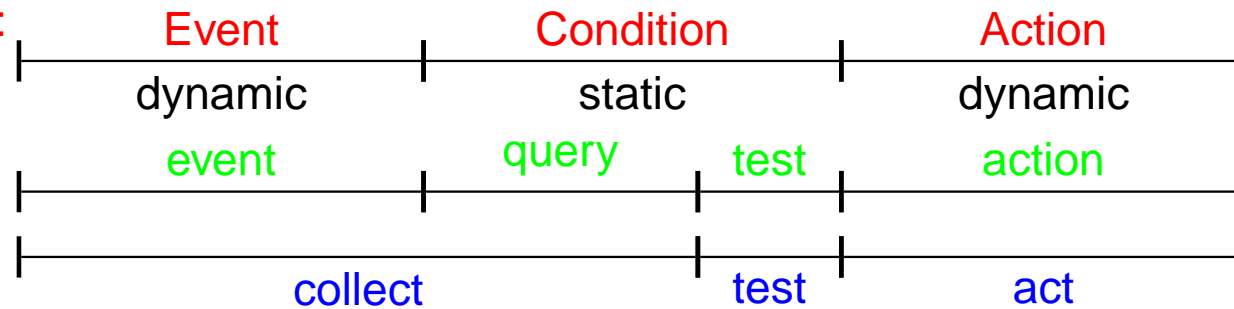 : Event Condition Action
dynamic static dynamic
event query test action
collect test act